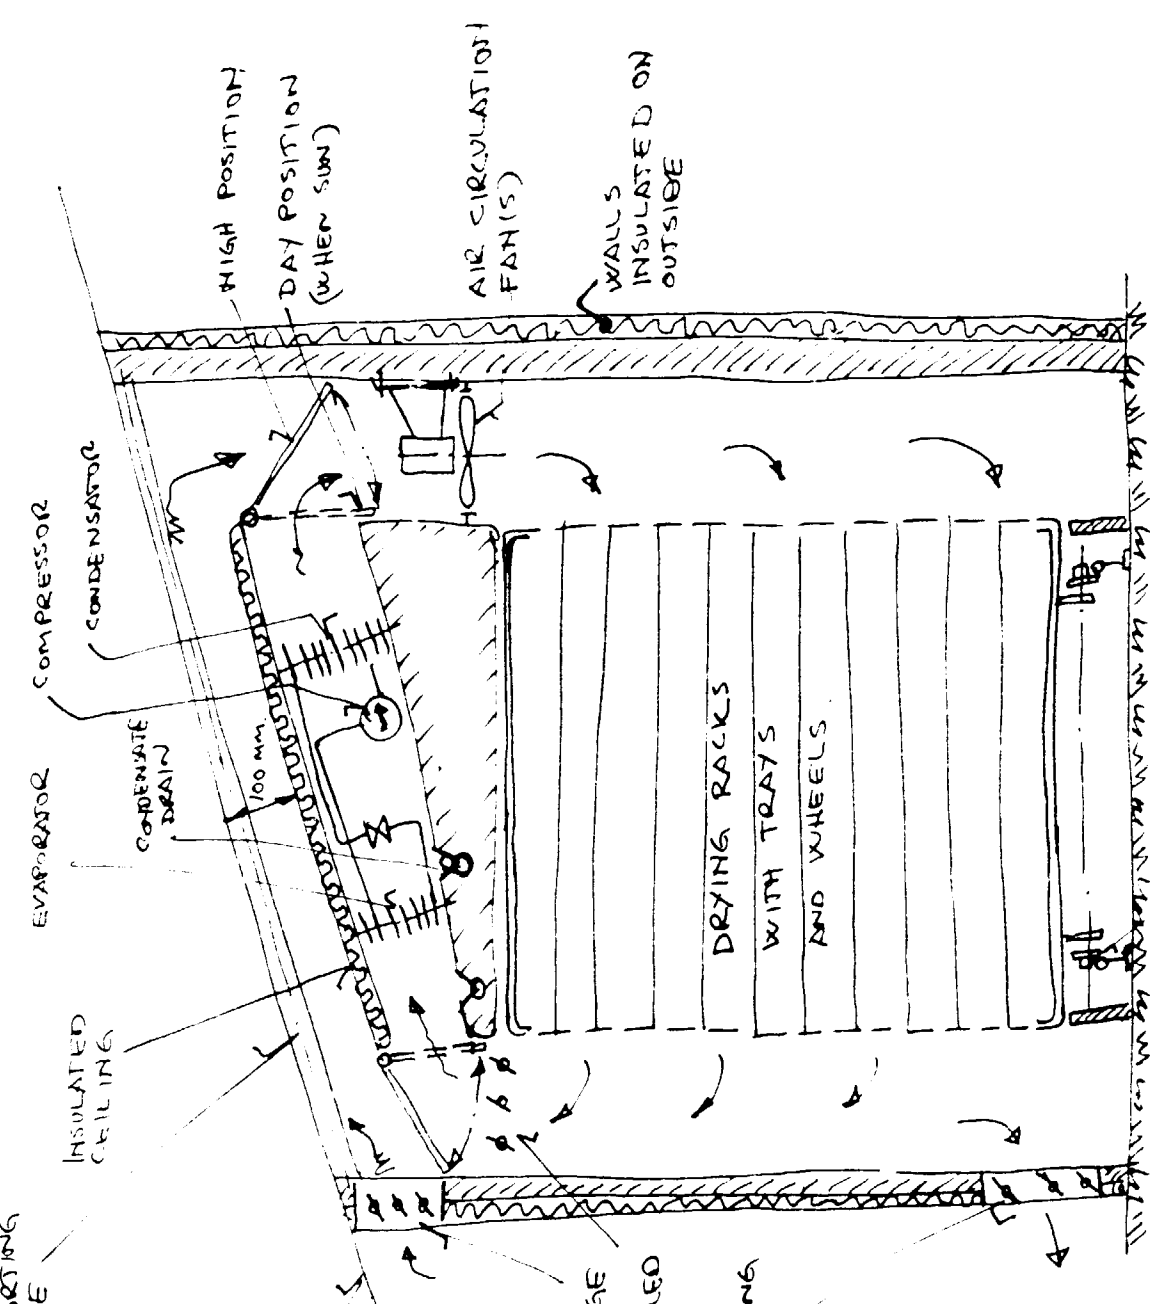 HIGH POSITION
DAY POSITION
(WHEN SUN)
AIR CIRCULATION
FAN(S)
WALLS
INSULATED ON
OUTSIDE
CONDENSATOR
COMPRESSOR
100 MM
CONDENSATE
DRAIN
EVAPORATOR
INSULATED
CEILING
DRYING RACKS
WITH TRAYS
AND WHEELS